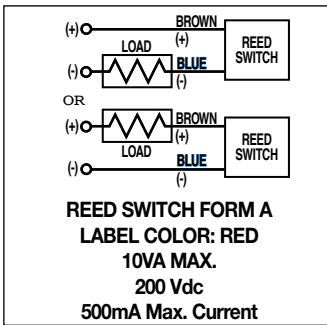 (+) BROWN
(+)
LOAD
REED
SWITCH
(-) BLUE
(-)
OR
(+) BROWN
(+)
LOAD
REED
SWITCH
BLUE
(-)
(-)
REED SWITCH FORM A
LABEL COLOR: RED
10VA MAX.
200 Vdc
500mA Max. Current